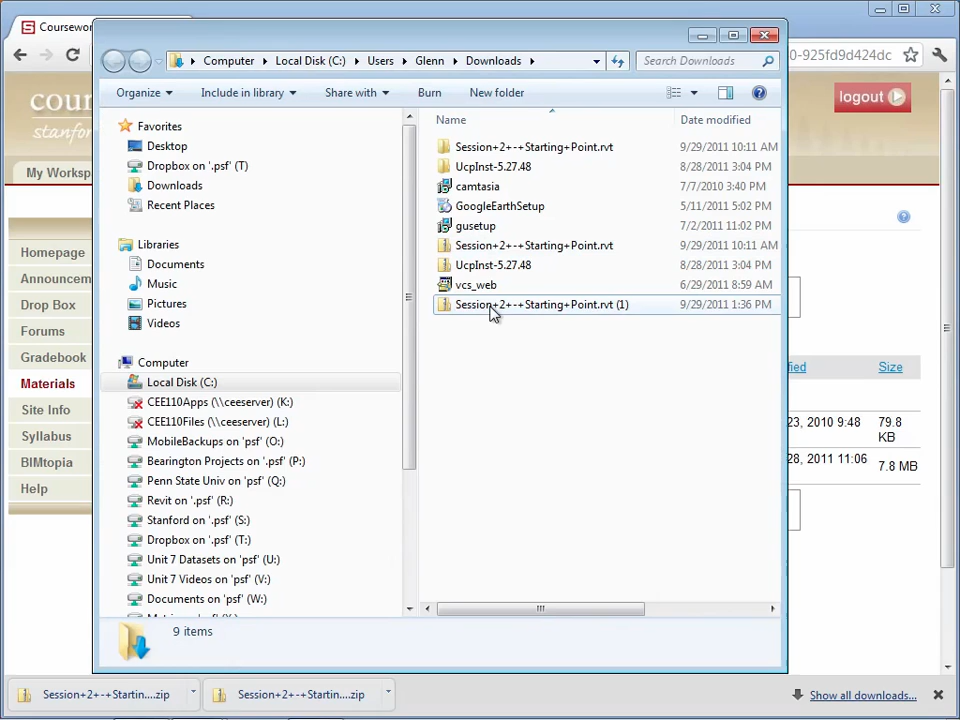 Coursew
0-925fd9d424dc
cour
stanfo
logout
My Worksp
Homepage
Announcem
Drop Box
Forums
Gradebook
Materials
Site Info
Syllabus
BIMtopia
Help
Computer Local Disk (C:) Users Glenn Downloads
Search Downloads
Organize Include in library Share with Burn New folder
Favorites
Desktop
Dropbox on '.psf' (T)
Downloads
Recent Places
Libraries
Documents
Music
Pictures
Videos
Computer
Local Disk (C:)
CEE110Apps (\\ceeserver) (K:)
CEE110Files (\\ceeserver) (L:)
MobileBackups on 'psf' (O:)
Bearington Projects on '.psf' (P:)
Penn State Univ on '.psf' (Q:)
Revit on '.psf' (R:)
Stanford on '.psf' (S:)
Dropbox on '.psf' (T:)
Unit 7 Datasets on 'psf' (U:)
Unit 7 Videos on 'psf' (V:)
Documents on 'psf' (W:)
Name Date modified
Session+2+-+Starting+Point.rvt 9/29/2011 10:11 AM
UcpInst-5.27.48 8/28/2011 3:04 PM
camtasia 7/7/2010 3:40 PM
GoogleEarthSetup 5/11/2011 5:02 PM
gusetup 7/2/2011 11:02 PM
Session+2+-+Starting+Point.rvt 9/29/2011 10:11 AM
UcpInst-5.27.48 8/28/2011 3:04 PM
vcs_web 6/29/2011 8:59 AM
Session+2+-+Starting+Point.rvt (1) 9/29/2011 1:36 PM
9 items
fied Size
23, 2010 9:48 79.8
KB
28, 2011 11:06 7.8 MB
Session+2+-+Startin....zip Session+2+-+Startin....zip Show all downloads...